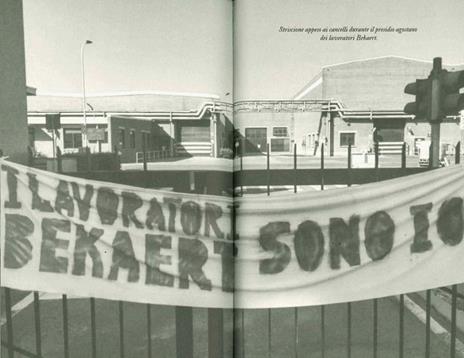 Striscione appeso ai cancelli durante il presidio agostano
dei lavoratori Bekaert.
I LAVORATORI
BEKAERT SONO IO